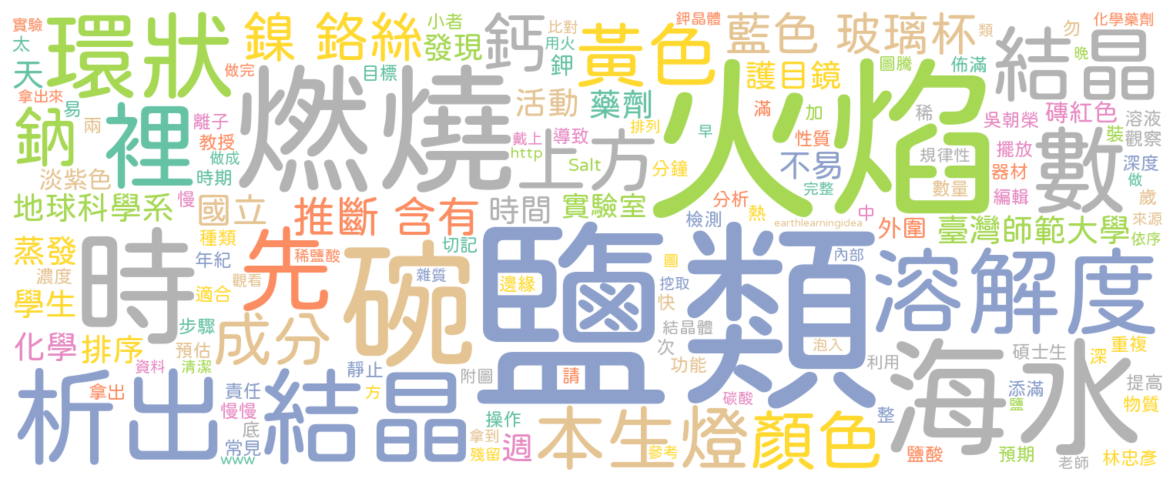 實驗 太 天 環狀 鎳 鉻絲 小者 發現 鈣 比對 用火 鉀 鉀晶體 黃色 藍色 玻璃杯 類 勿 結晶 晚 化學藥劑
拿出來 易 做完 目標 護目鏡 圖騰 佈滿
鈉 兩 裡 離子 教授 做成 時期 燃燒 活動 藥劑 排列 滿 加 早 性質 火焰 稀 吳朝榮 磚紅色 裝 溶液 觀察
淡紫色 戴上 導致 http Salt 上方 分鐘 不易 完整 規律性 數量 擺放 器材 編輯 數 深度 做 歲
地球科學系 慢 國立 推斷 含有 時間 實驗室 分析 熱 earthlearningidea 中 外圍 臺灣師範大學 來源 依序
蒸發 種類 稀鹽酸 切記 檢測 內部
濃度 時 年紀 先 觀看 碗 雜質 邊緣 鹽類 圖 挖取 快 溶解度
學生 適合 結晶體
化學 排序 步驟 預估 成分 次 功能 泡入 利用 碩士生 深 重複
資料 清潔 靜止 附圖 請 海水 添滿 提高
析出 拿出 責任 結晶 方 碳酸 整 鹽 物質
慢慢 底 操作 本生燈 顏色
常見 www 拿到 殘留 週 參考 鹽酸 預期 老師 林忠彥